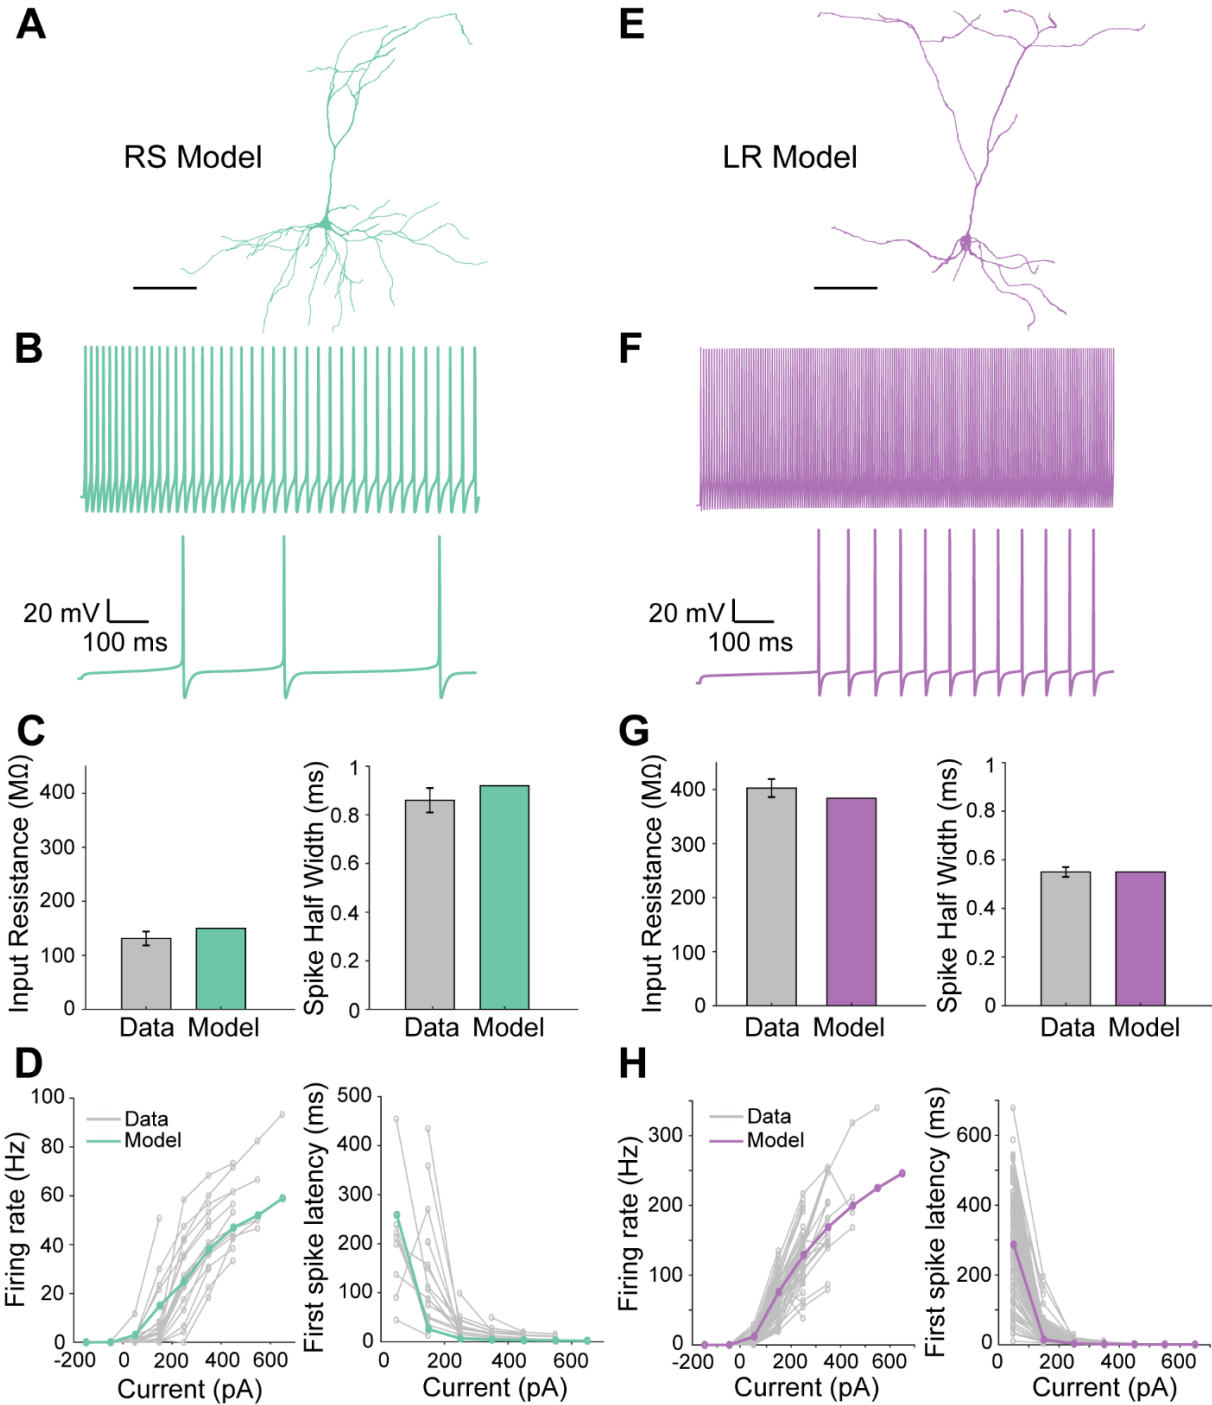 A
RS Model
B
20 mV
100 ms
C
Input Resistance (MΩ)
400
300
200
100
0
Data Model
Spike Half Width (ms)
1
0.8
0.6
0.4
0.2
0
Data Model
D
Firing rate (Hz)
100
80
60
40
20
0
-200 0 200 400 600
Current (pA)
Data
Model
First spike latency (ms)
500
400
300
200
100
0
0 200 400 600
Current (pA)
E
LR Model
F
20 mV
100 ms
G
Input Resistance (MΩ)
400
300
200
100
0
Data Model
Spike Half Width (ms)
1
0.8
0.6
0.4
0.2
0
Data Model
H
Firing rate (Hz)
300
200
100
0
-200 0 200 400 600
Current (pA)
Data
Model
First spike latency (ms)
600
500
400
300
200
100
0
0 200 400 600
Current (pA)